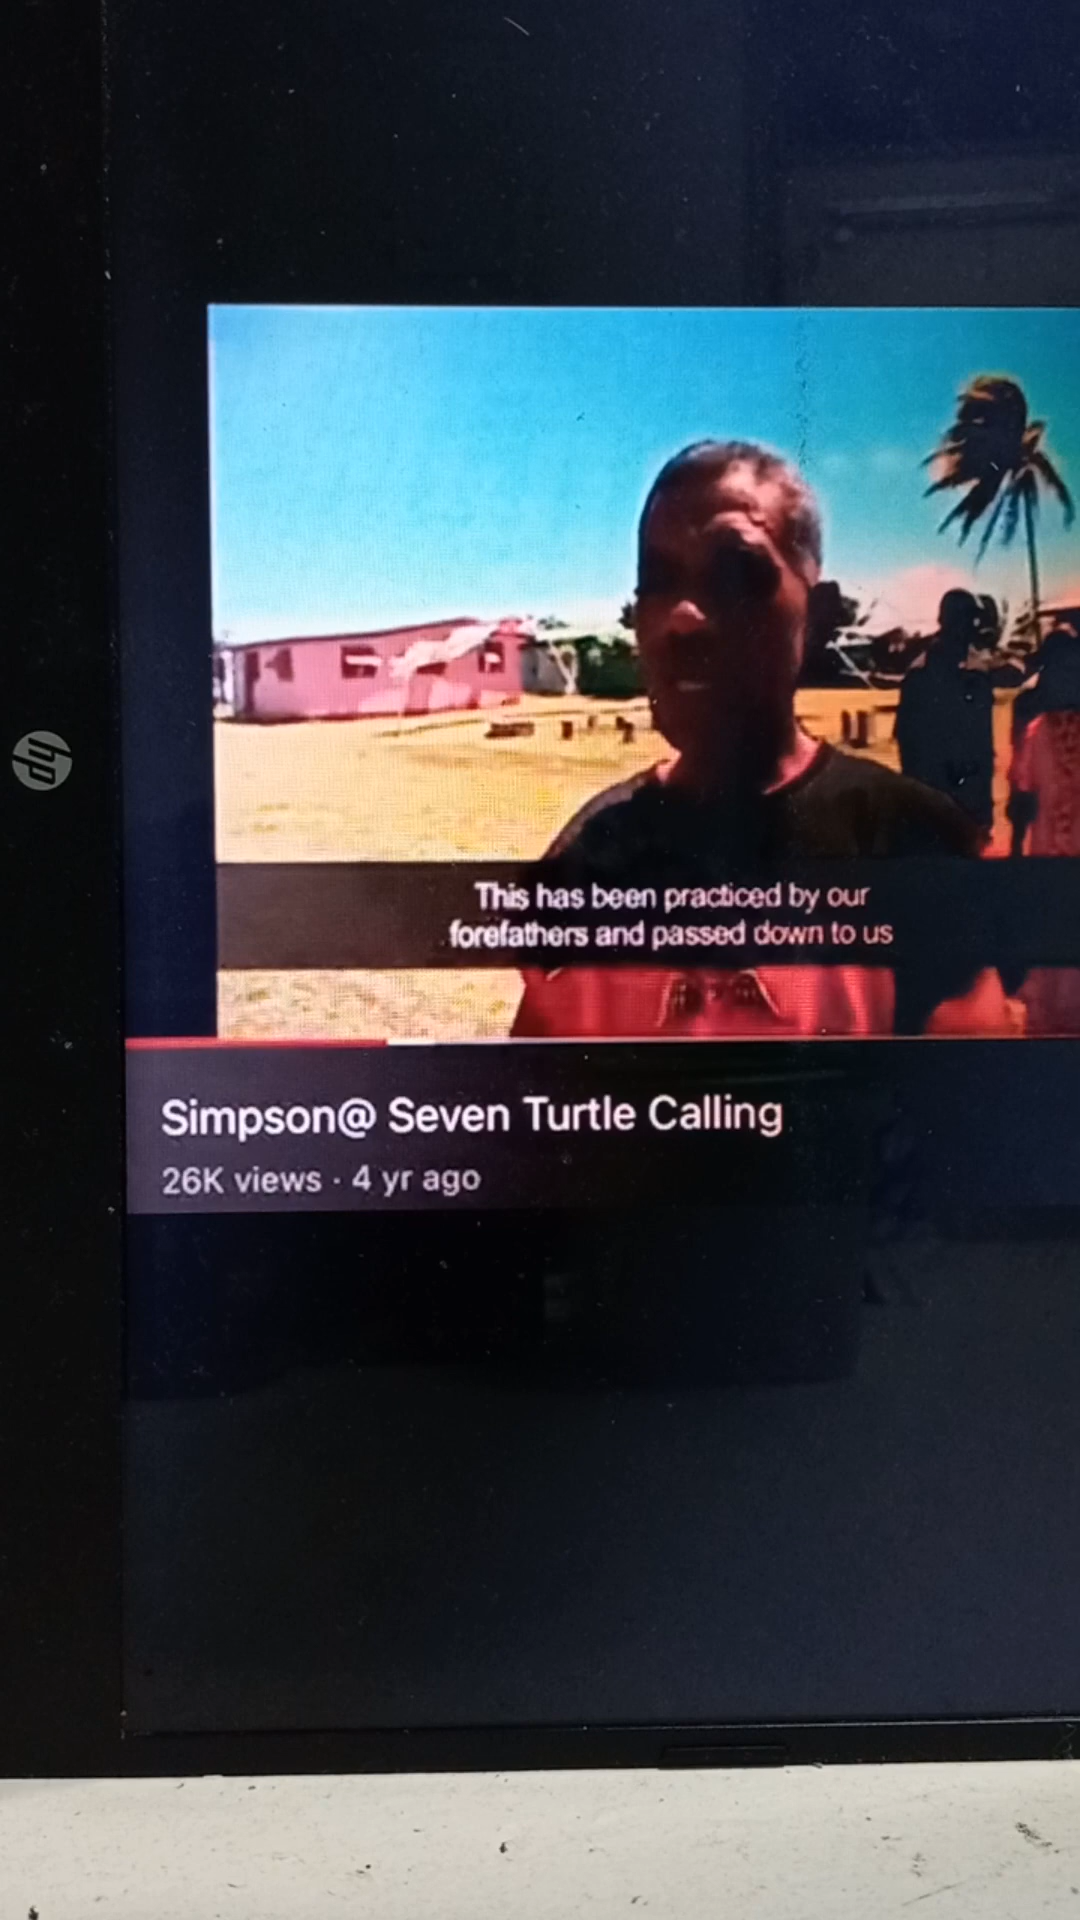 hp
This has been practiced by our
forefathers and passed down to us
Simpson@ Seven Turtle Calling
26K views · 4 yr ago